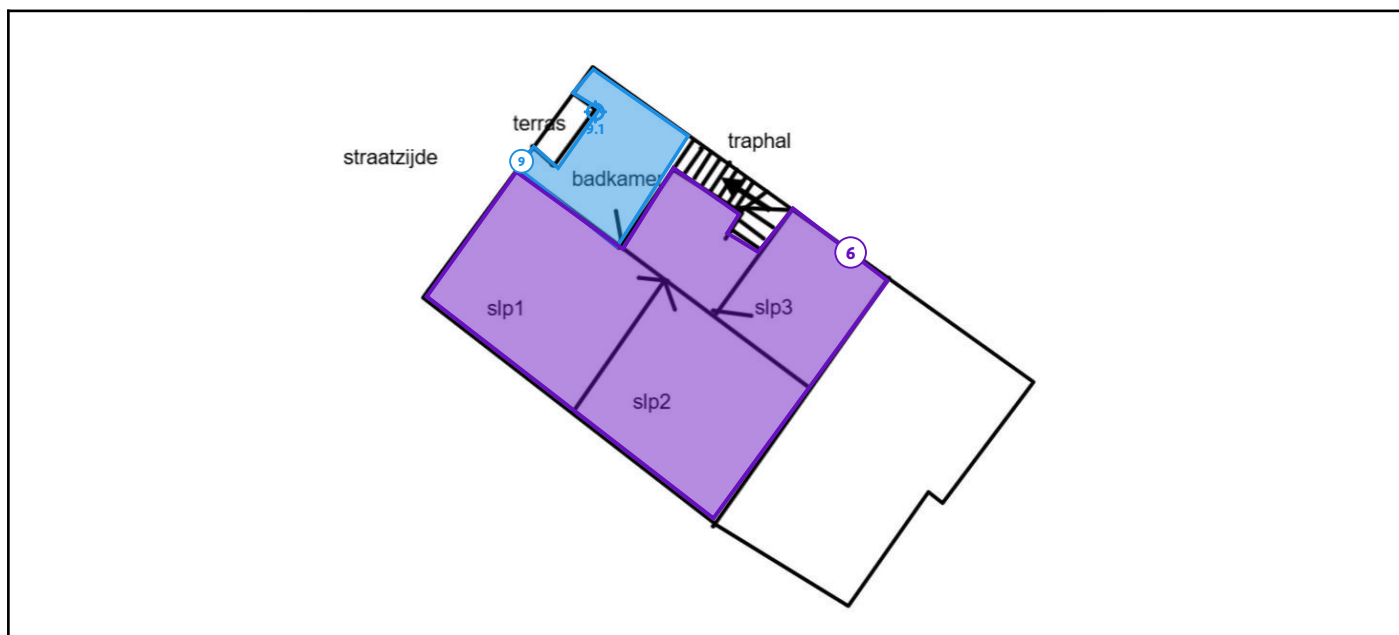 terras
9.1
traphal
straatzijde
9
badkamer
6
slp1
slp3
slp2